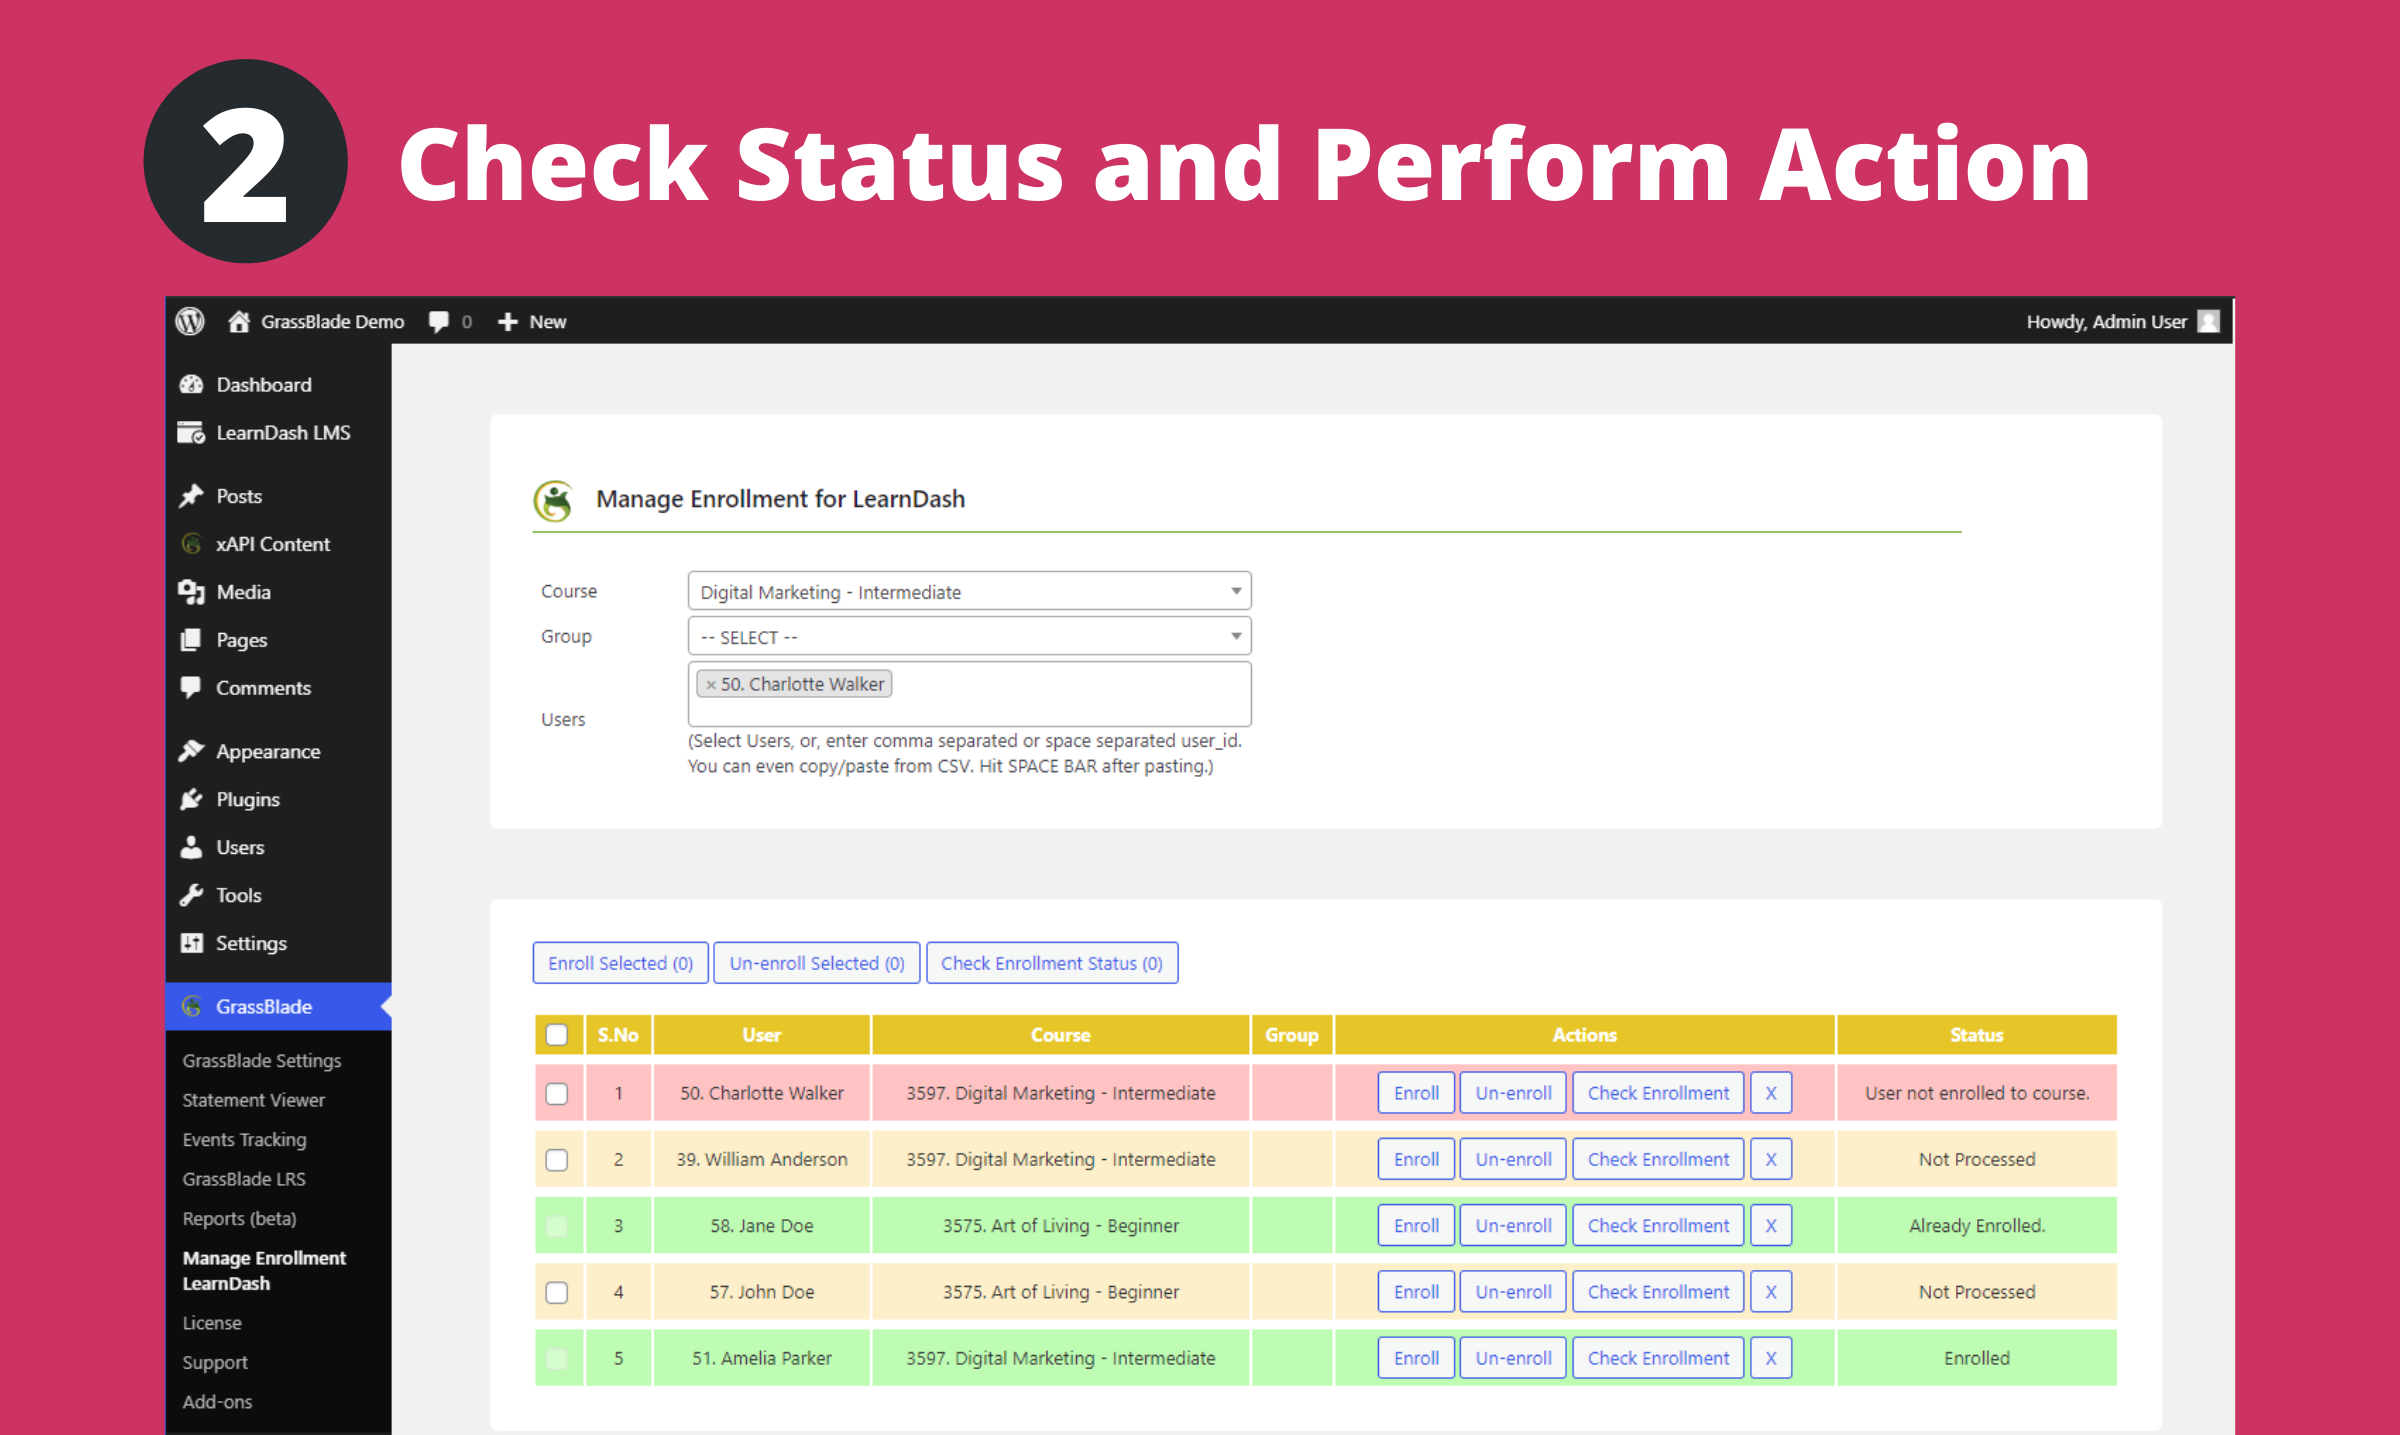 2 Check Status and Perform Action
GrassBlade Demo 0 New Howdy, Admin User
Dashboard
LearnDash LMS
Posts
xAPI Content
Media
Pages
Comments
Appearance
Plugins
Users
Tools
Settings
GrassBlade
GrassBlade Settings
Statement Viewer
Events Tracking
GrassBlade LRS
Reports (beta)
Manage Enrollment
LearnDash
License
Support
Add-ons
Manage Enrollment for LearnDash
Course Digital Marketing - Intermediate
Group -- SELECT --
× 50. Charlotte Walker
Users
(Select Users, or, enter comma separated or space separated user_id.
You can even copy/paste from CSV. Hit SPACE BAR after pasting.)
Enroll Selected (0) Un-enroll Selected (0) Check Enrollment Status (0)
S.No User Course Group Actions Status
1 50. Charlotte Walker 3597. Digital Marketing - Intermediate Enroll Un-enroll Check Enrollment X User not enrolled to course.
2 39. William Anderson 3597. Digital Marketing - Intermediate Enroll Un-enroll Check Enrollment X Not Processed
3 58. Jane Doe 3575. Art of Living - Beginner Enroll Un-enroll Check Enrollment X Already Enrolled.
4 57. John Doe 3575. Art of Living - Beginner Enroll Un-enroll Check Enrollment X Not Processed
5 51. Amelia Parker 3597. Digital Marketing - Intermediate Enroll Un-enroll Check Enrollment X Enrolled